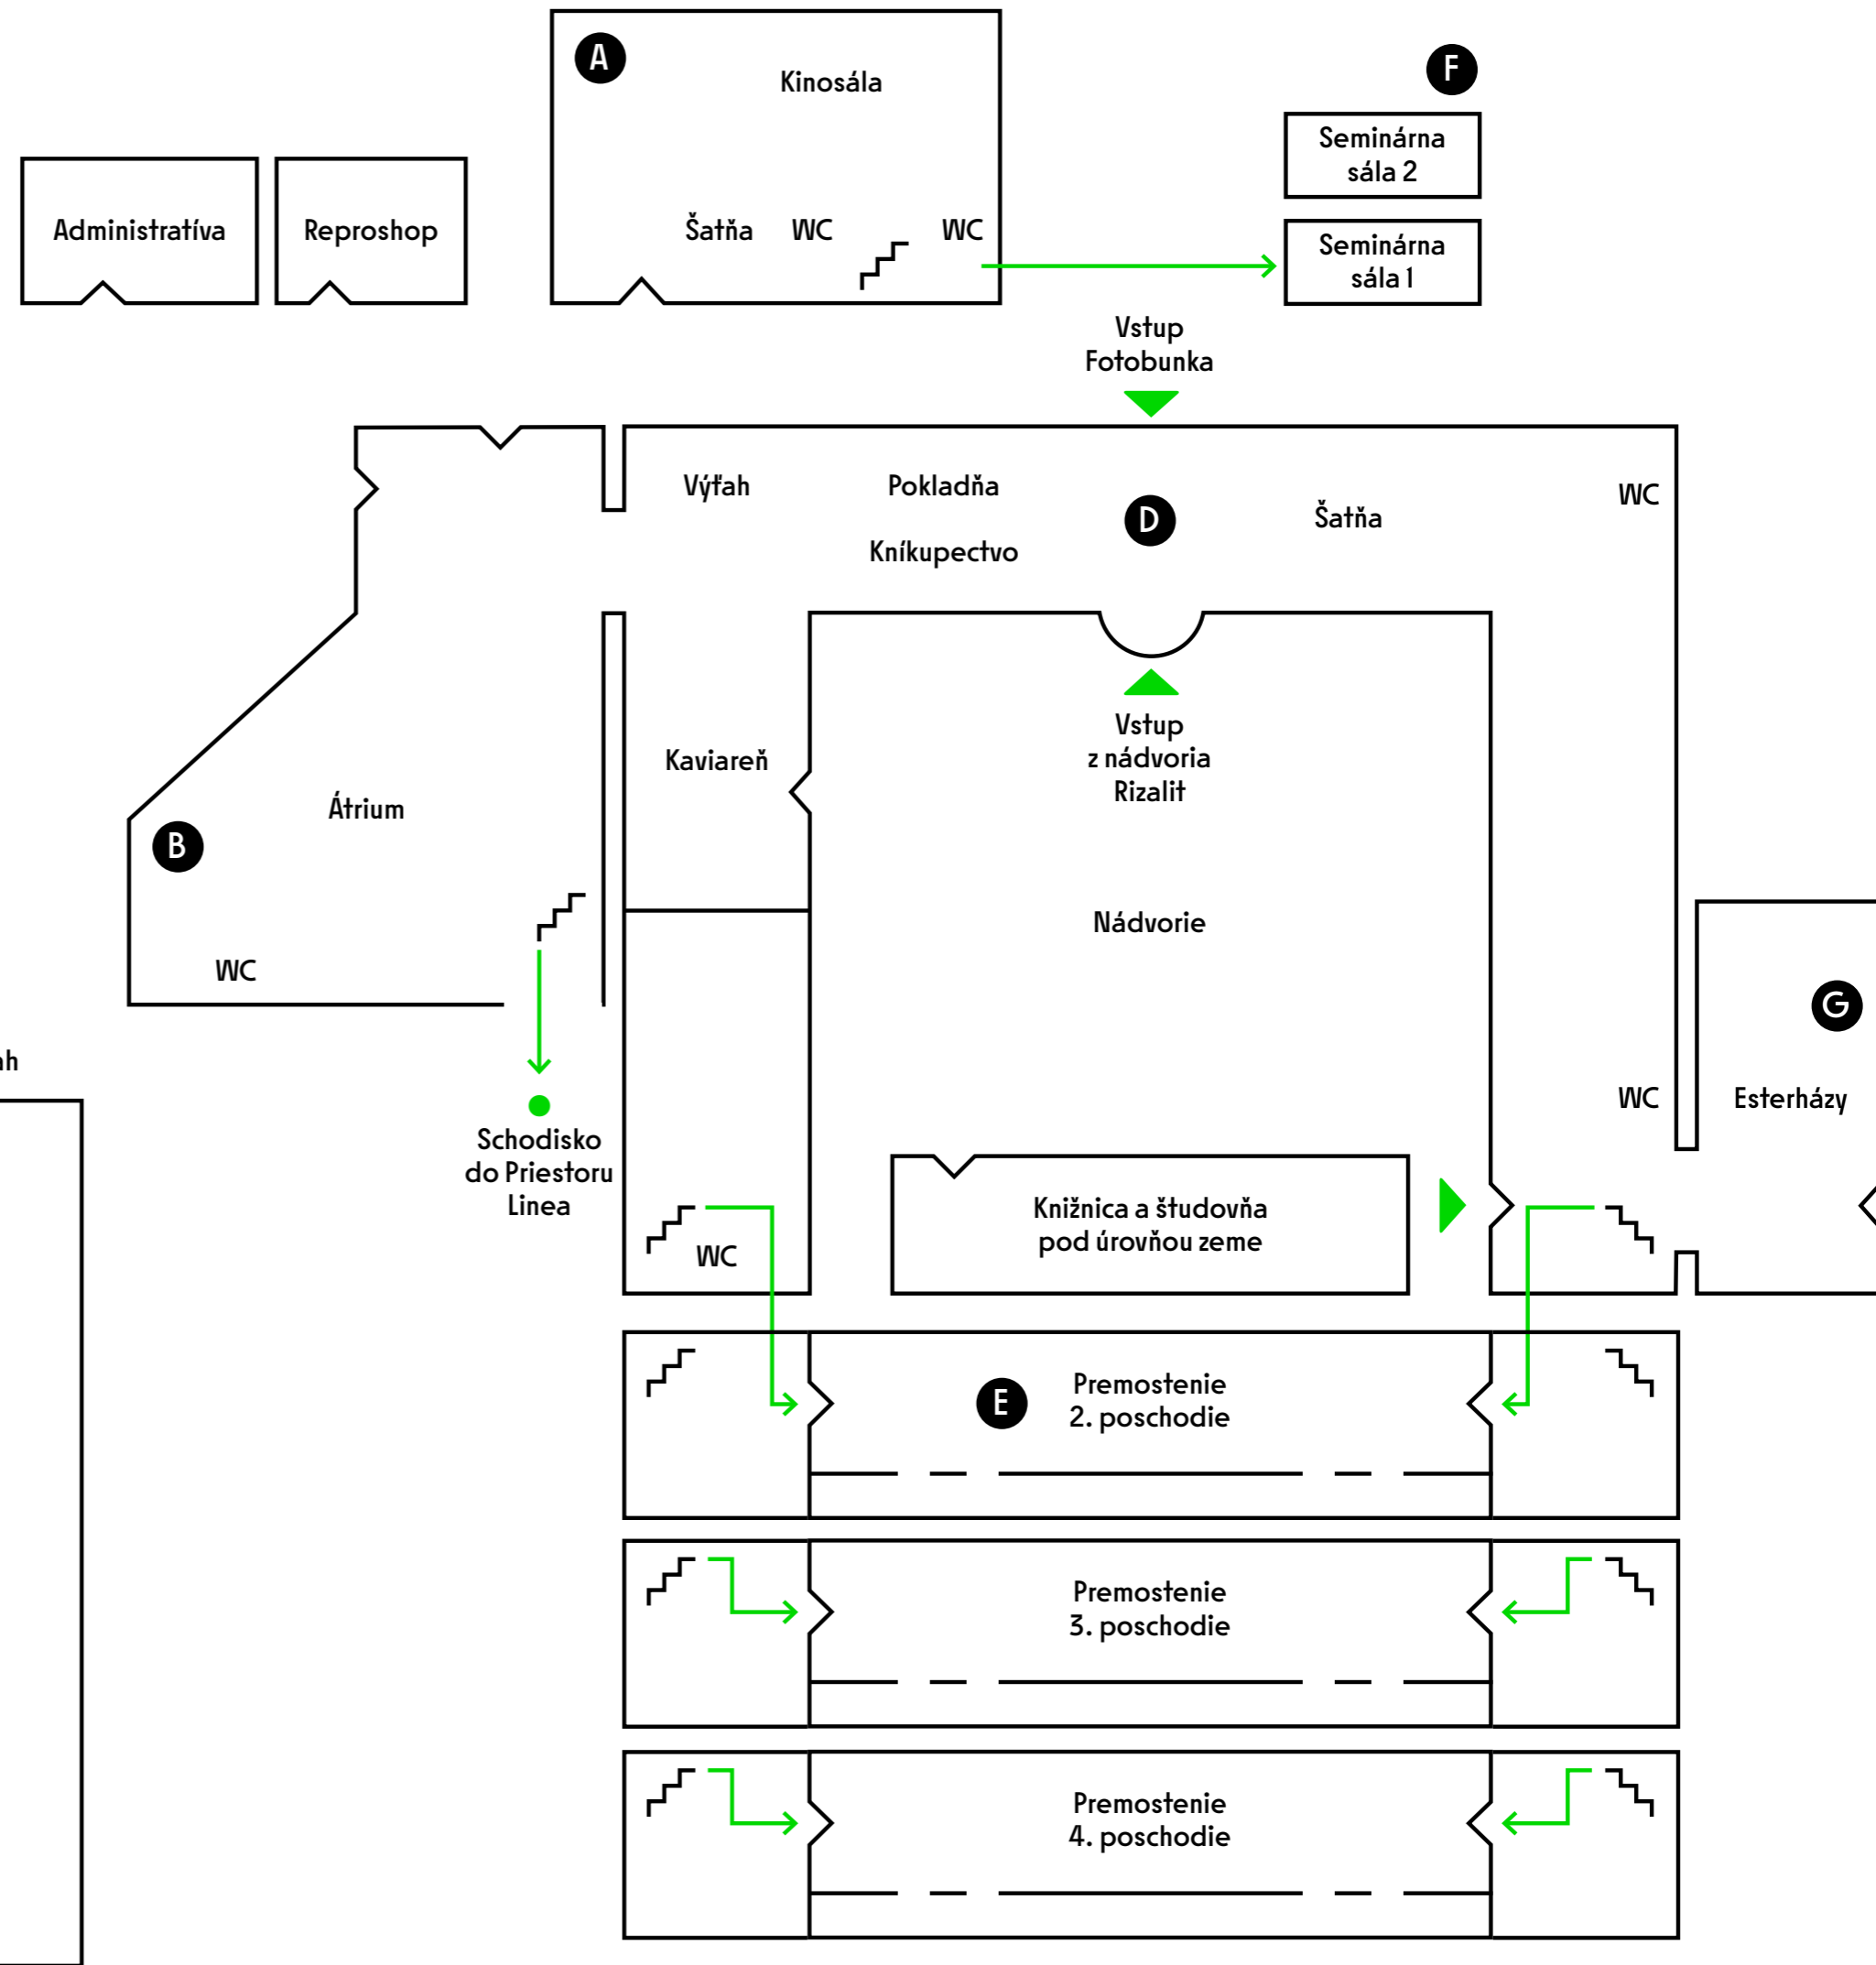 A
Kinosála
F
Seminárna
sála 2
Administratíva
Reproshop
Šatňa
WC
WC
Seminárna
sála 1
Vstup
Fotobunka
Výťah
Pokladňa
WC
D
Šatňa
Kníkupectvo
Vstup
z nádvoria
Rizalit
Kaviareň
Átrium
B
Nádvorie
WC
G
ah
WC
Esterházy
Schodisko
do Priestoru
Linea
Knižnica a študovňa
pod úrovňou zeme
WC
E
Premostenie
2. poschodie
Premostenie
3. poschodie
Premostenie
4. poschodie